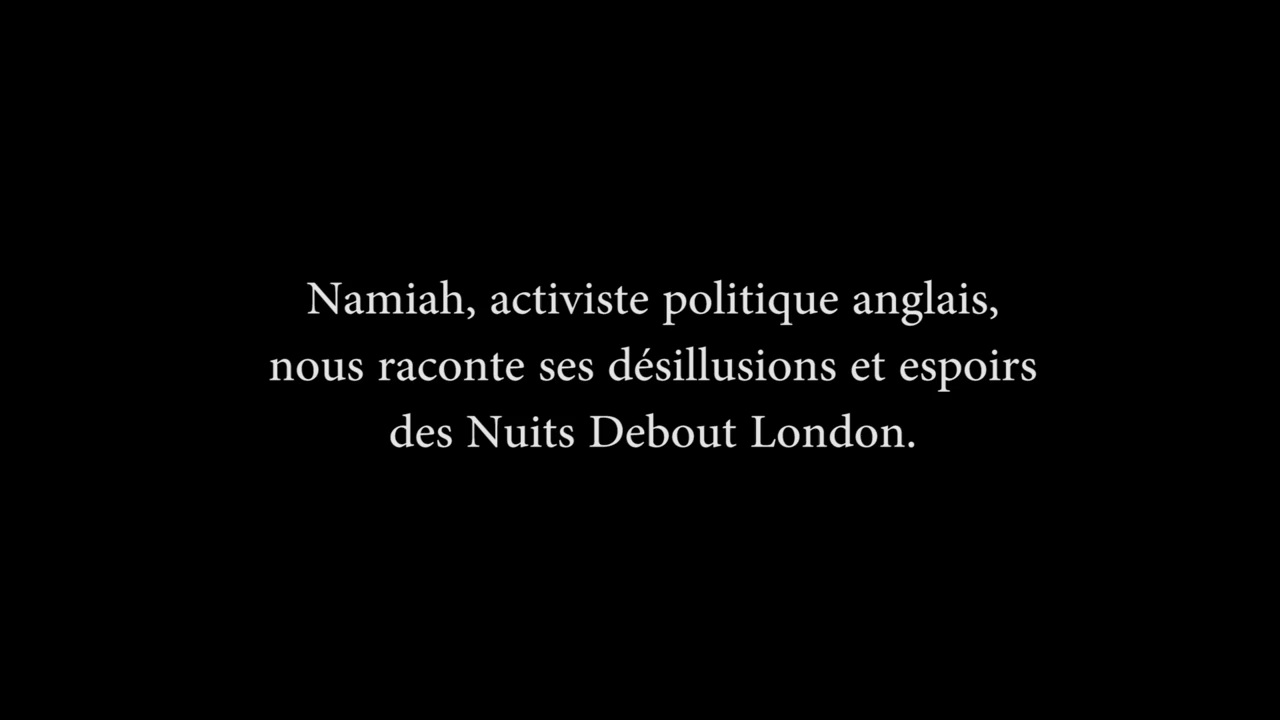 Namiah, activiste politique anglais,
nous raconte ses désillusions et espoirs
des Nuits Debout London.